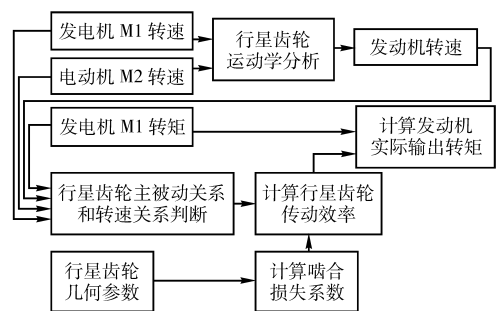 发电机 M1 转速
电动机 M2 转速
行星齿轮
运动学分析
发动机转速
发电机 M1 转矩
计算发动机
实际输出转矩
行星齿轮主被动关系
和转速关系判断
计算行星齿轮
传动效率
行星齿轮
几何参数
计算啮合
损失系数